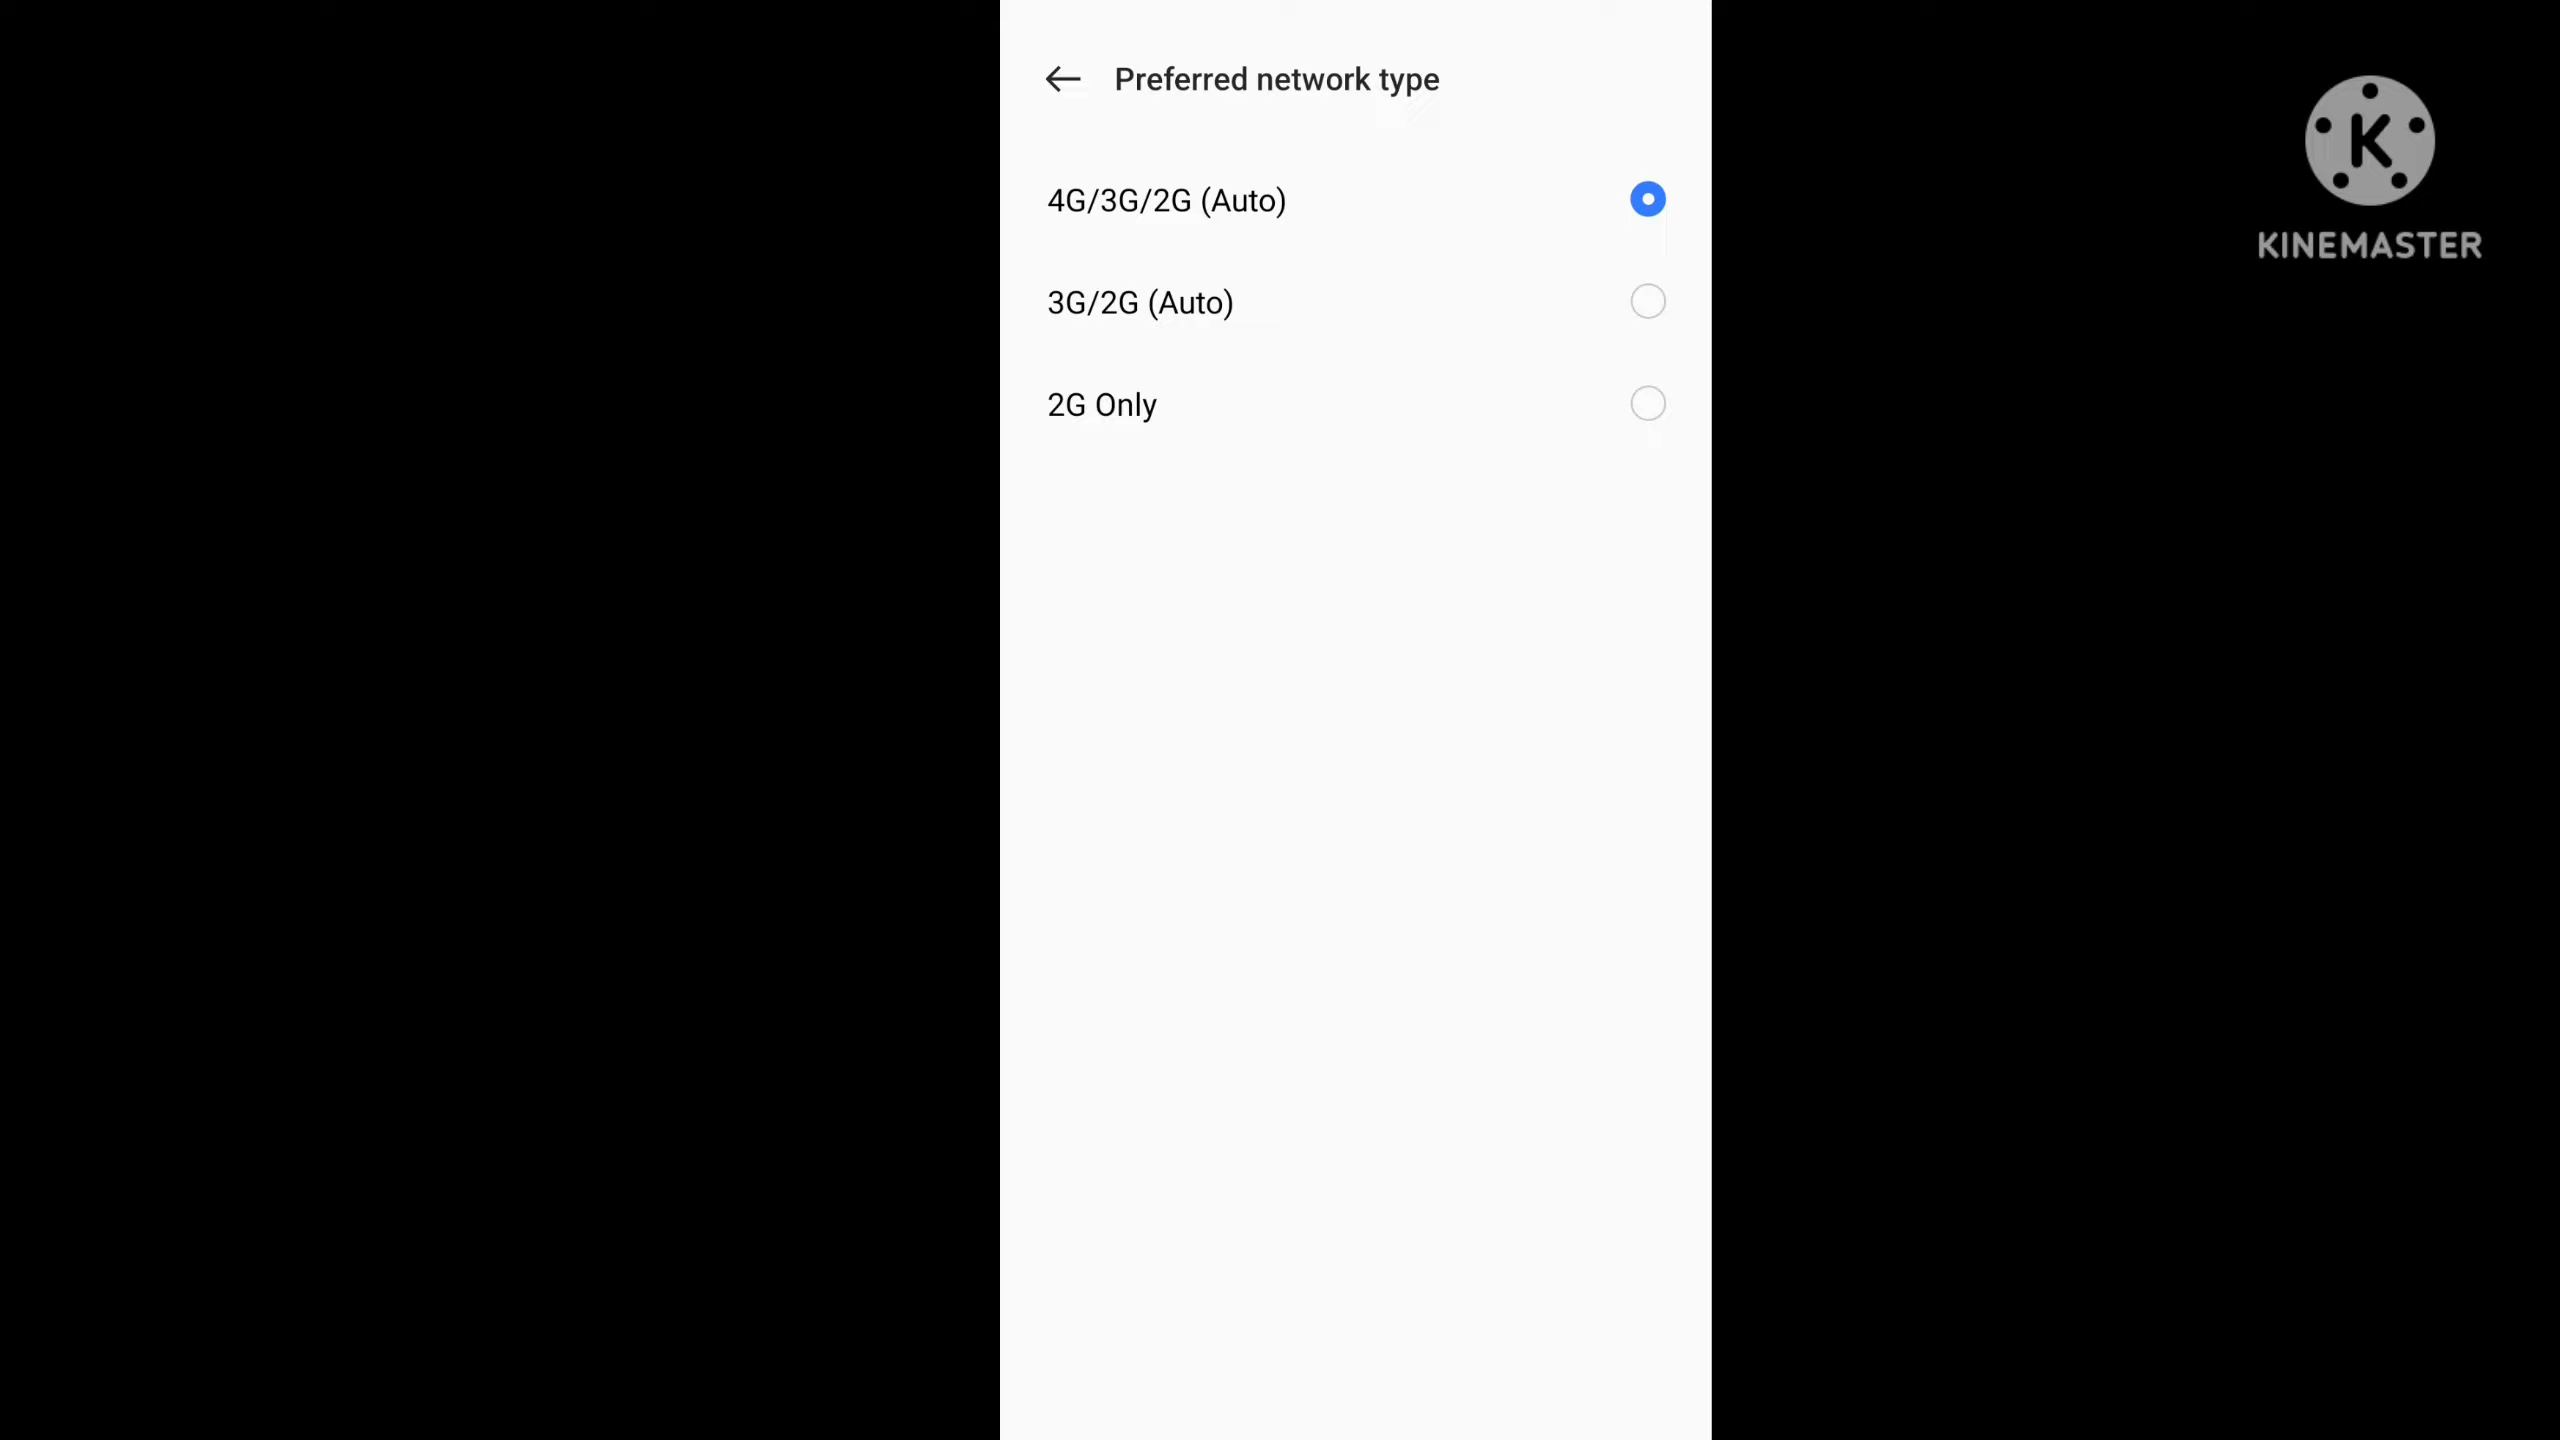 Preferred network type
4G/3G/2G (Auto)
3G/2G (Auto)
2G Only
K
KINEMASTER